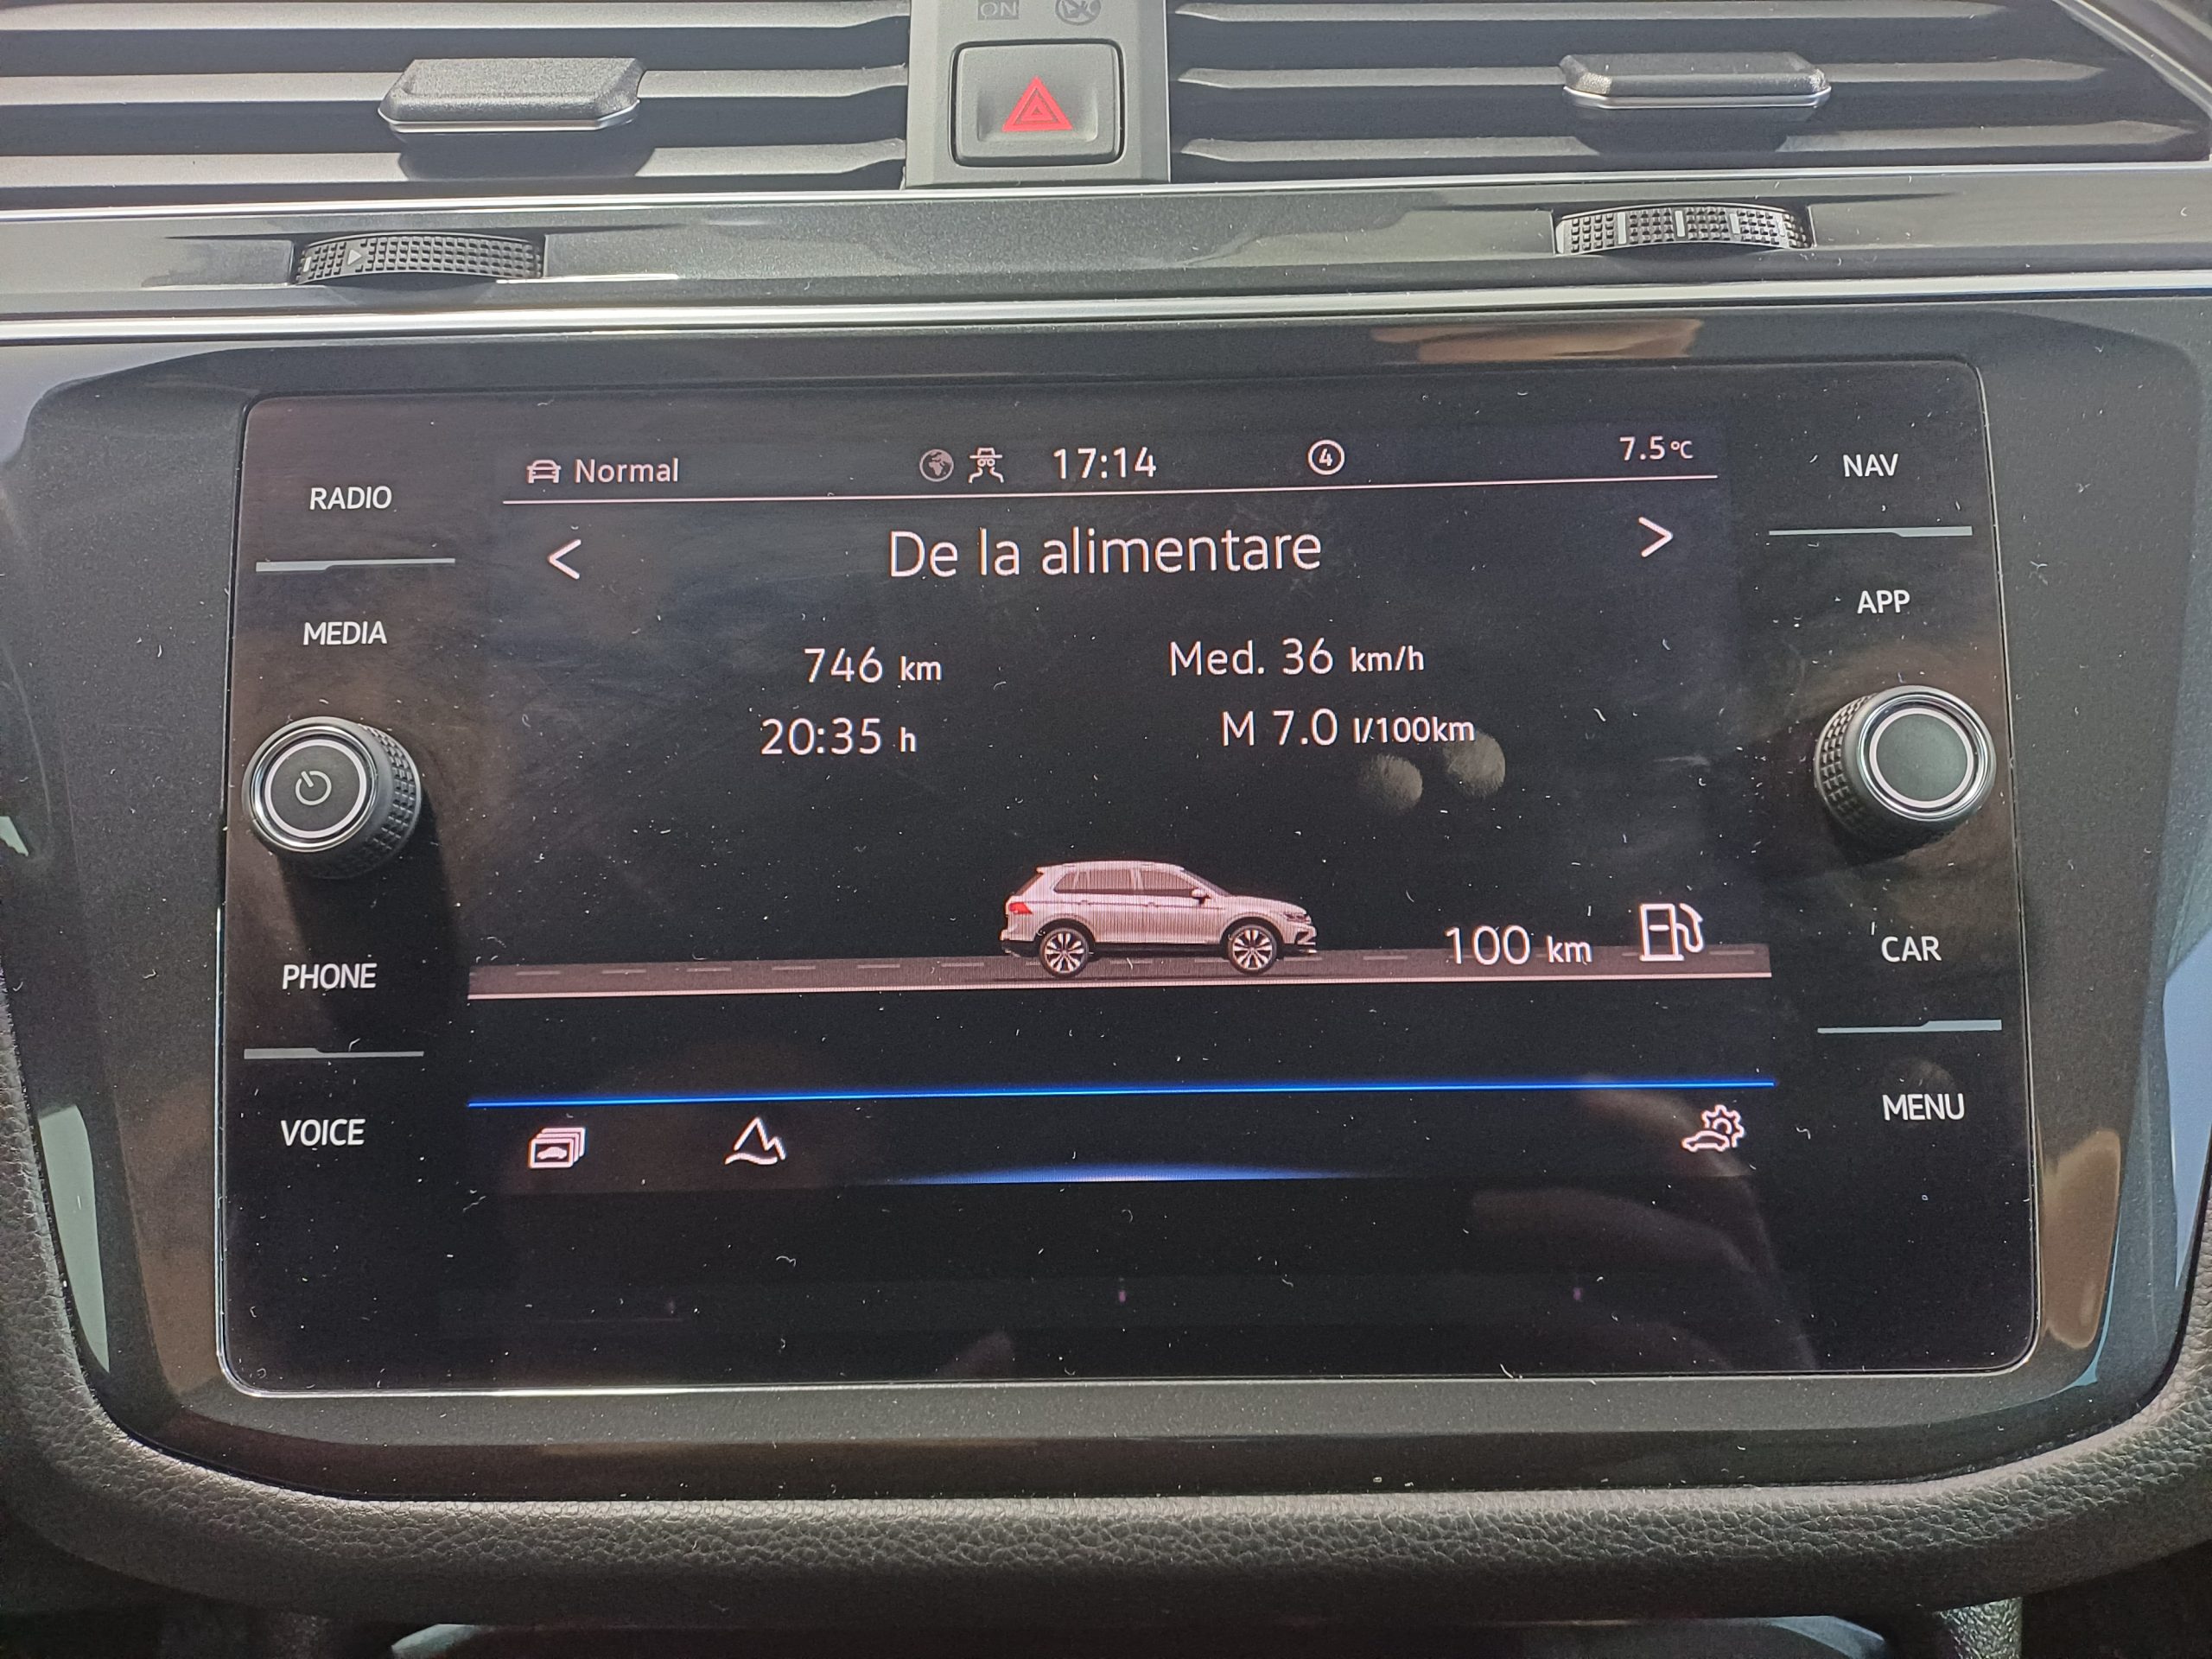 ON
RADIO
MEDIA
PHONE
VOICE
Normal 17:14 4 7.5°C
< De la alimentare >
746 km Med. 36 km/h
20:35 h M 7.0 l/100km
100 km
NAV
APP
CAR
MENU